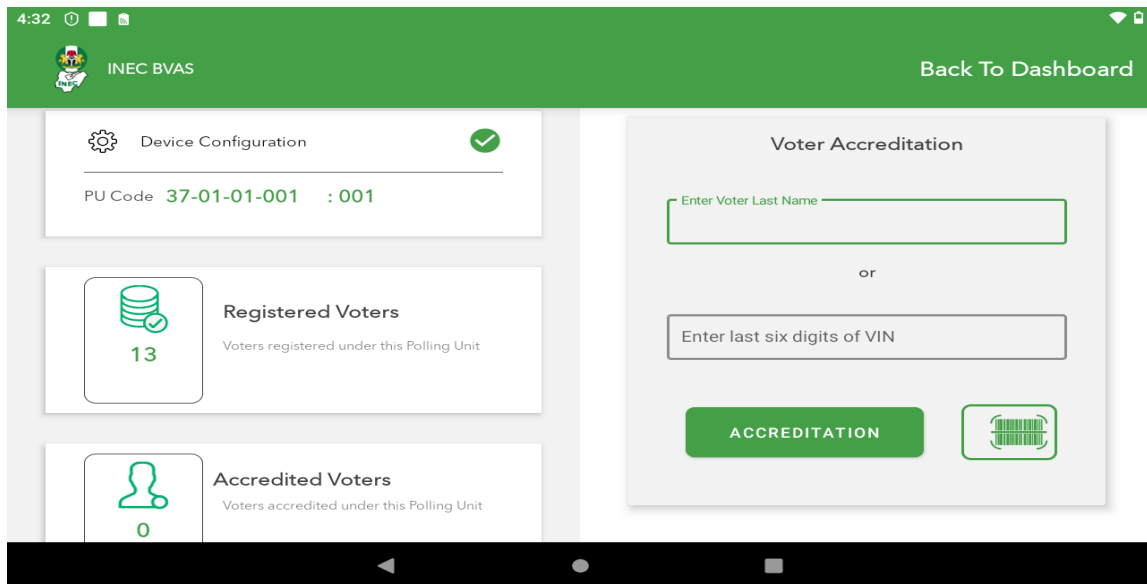 4:32
INEC BVAS
Back To Dashboard
Device Configuration
PU Code 37-01-01-001 : 001
13
Registered Voters
Voters registered under this Polling Unit
Accredited Voters
Voters accredited under this Polling Unit
0
Voter Accreditation
Enter Voter Last Name
or
Enter last six digits of VIN
ACCREDITATION
INEC